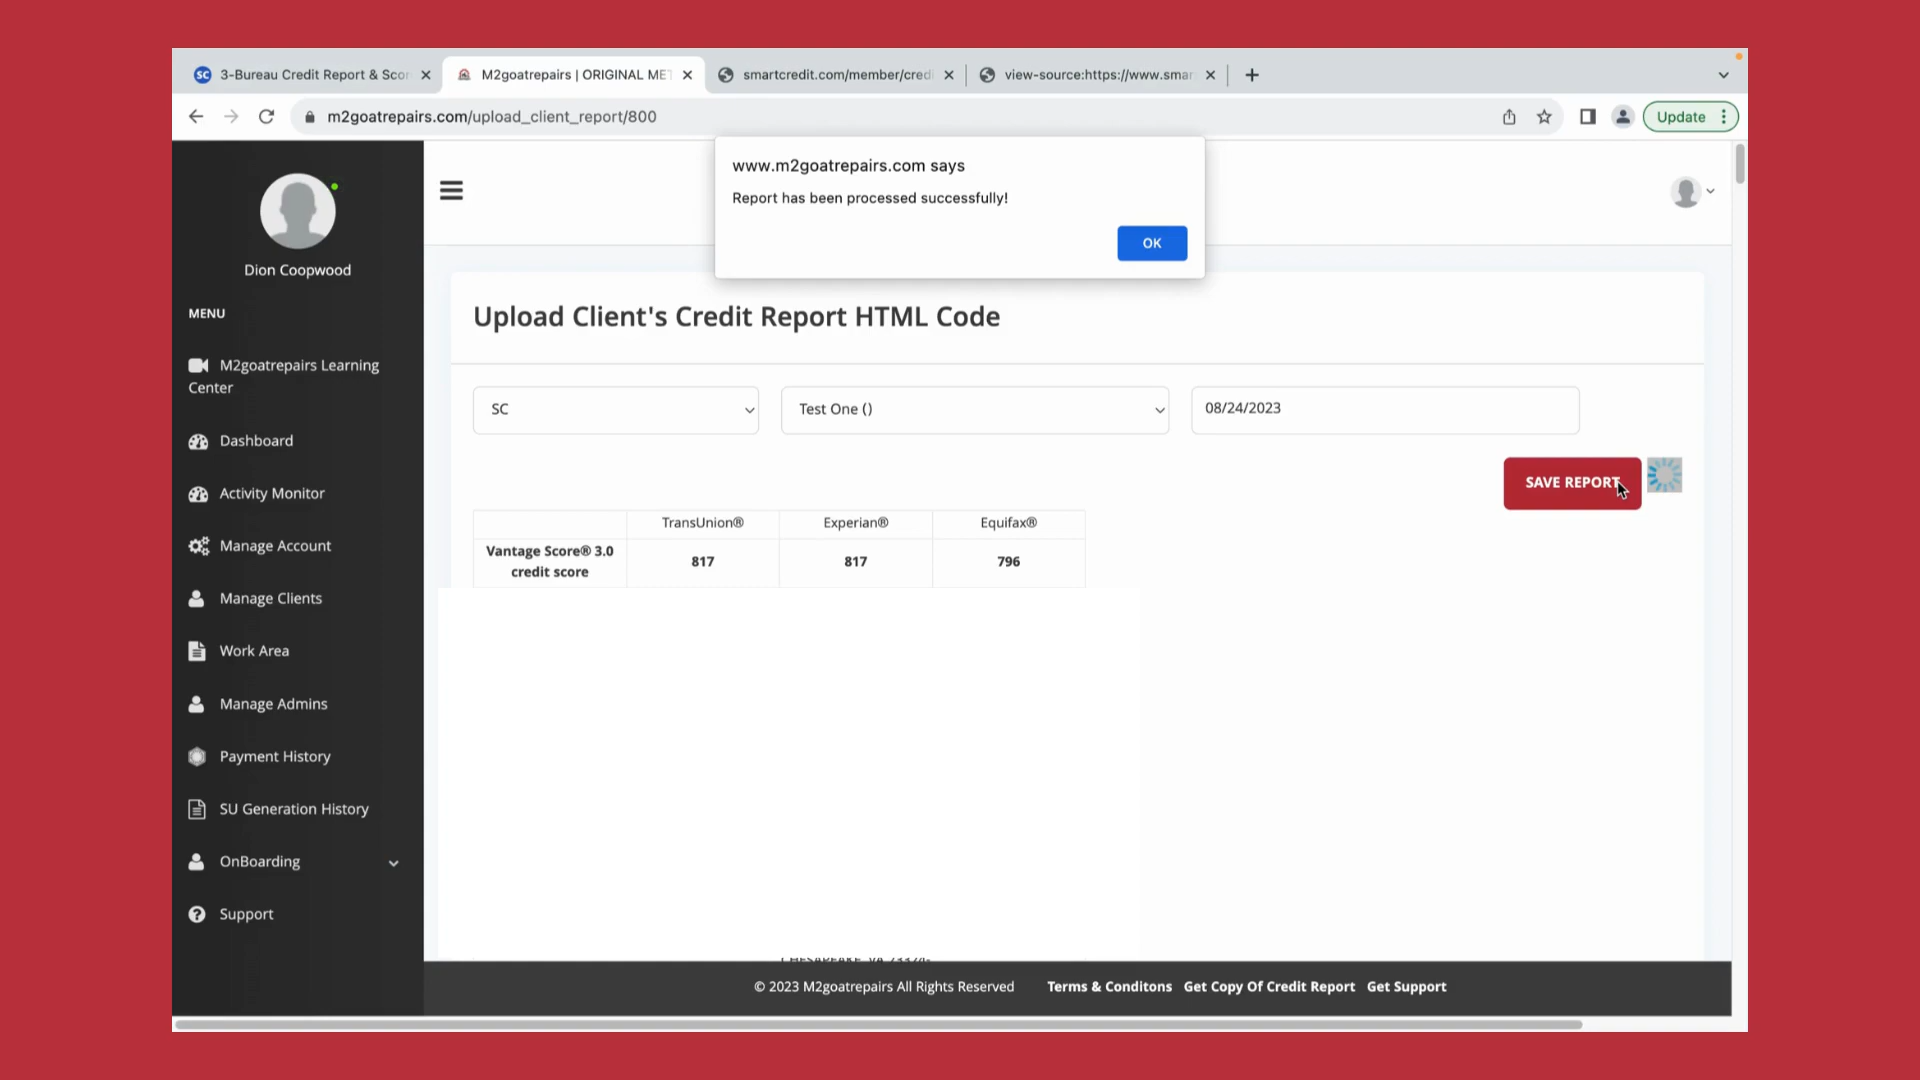 3-Bureau Credit Report & Scor
M2goatrepairs | ORIGINAL ME
smartcredit.com/member/cred
view-source:https://www.smar
m2goatrepairs.com/upload_client_report/800
Update
www.m2goatrepairs.com says
Report has been processed successfully!
OK
Dion Coopwood
MENU
M2goatrepairs Learning
Center
Dashboard
Activity Monitor
Manage Account
Manage Clients
Work Area
Manage Admins
Payment History
SU Generation History
OnBoarding
Support
Upload Client's Credit Report HTML Code
SC
Test One ()
08/24/2023
SAVE REPORT
TransUnion® Experian® Equifax®
Vantage Score® 3.0
credit score
817 817 796
© 2023 M2goatrepairs All Rights Reserved Terms & Conditons Get Copy Of Credit Report Get Support